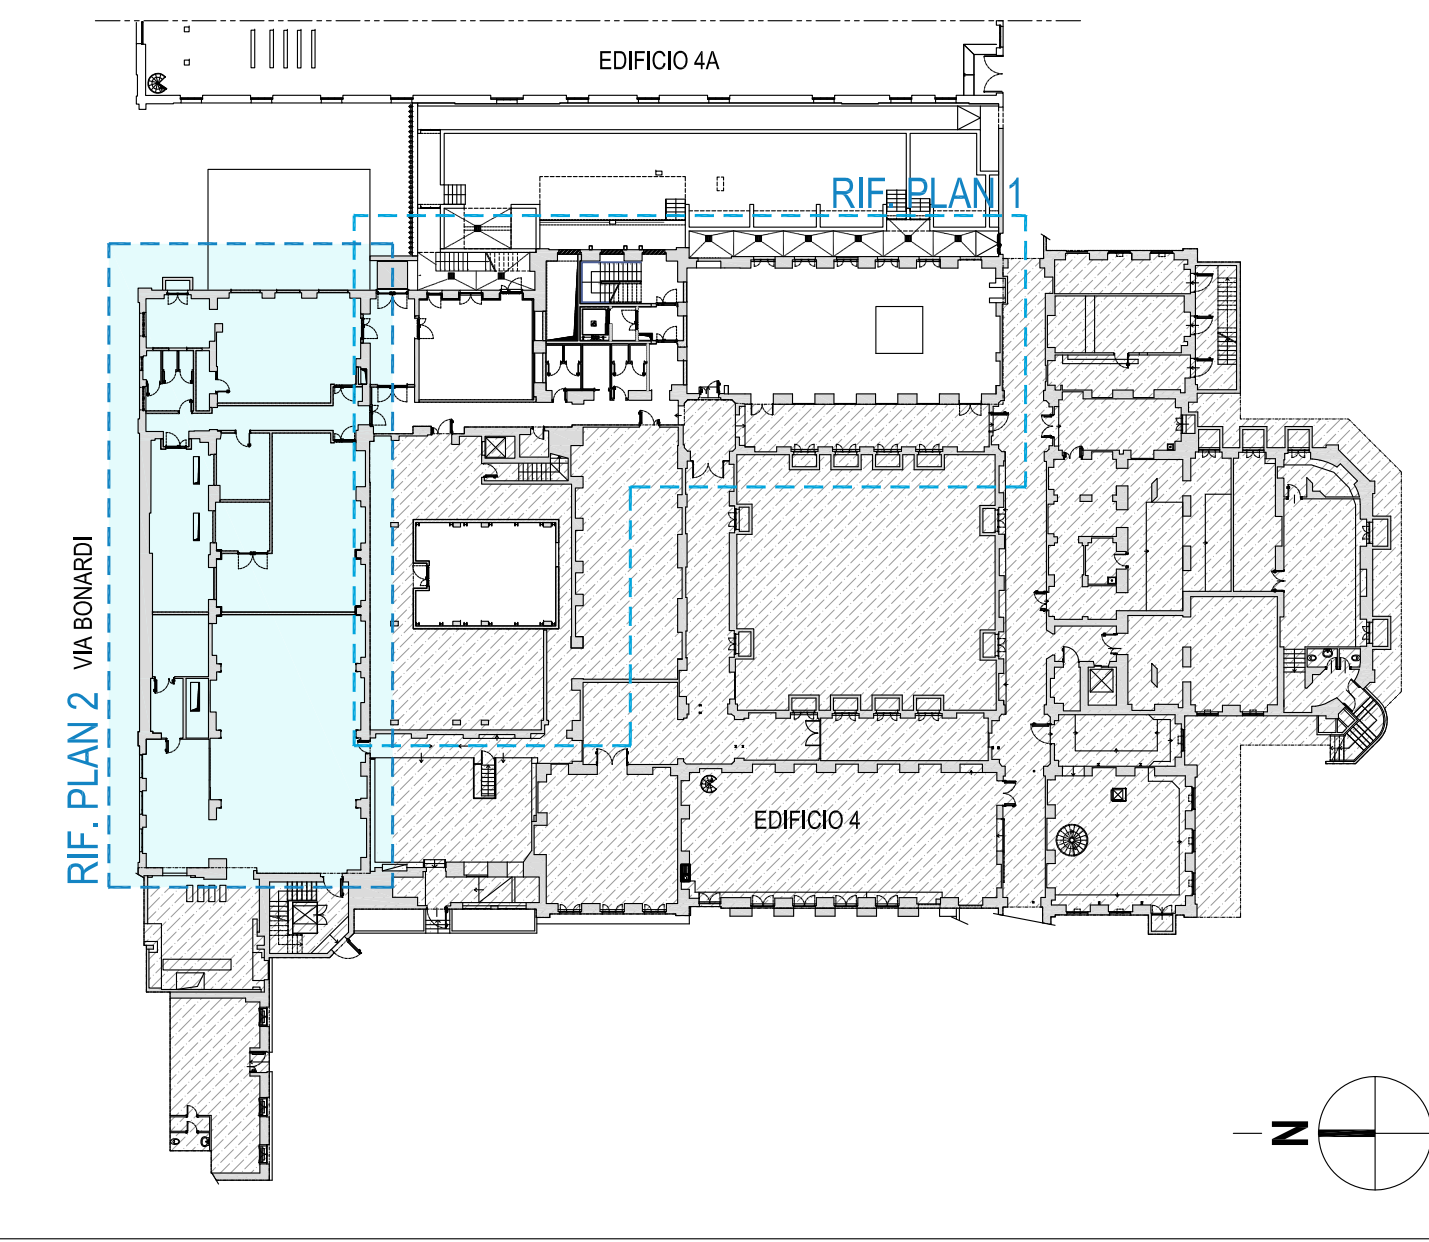 EDIFICIO 4A
RIF. PLAN 1
VIA BONARDI
RIF. PLAN 2
EDIFICIO 4
N